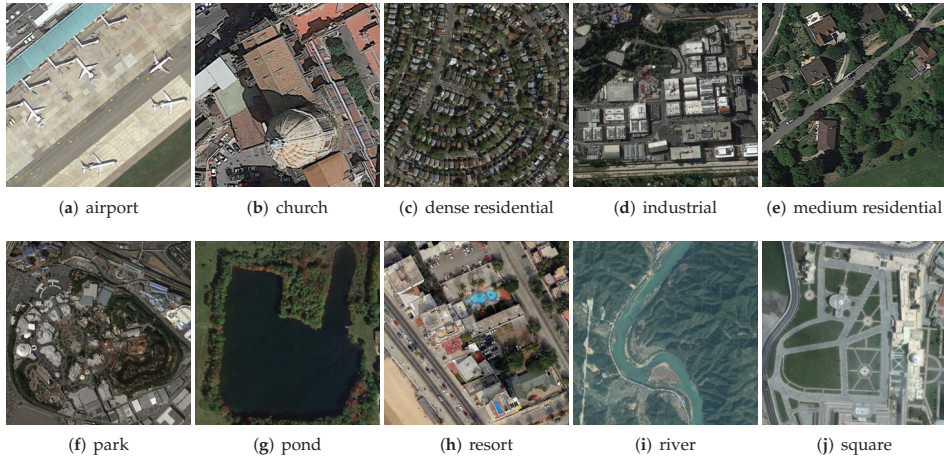 (a) airport
(b) church
(c) dense residential
(d) industrial
(e) medium residential
(f) park
(g) pond
(h) resort
(i) river
(j) square